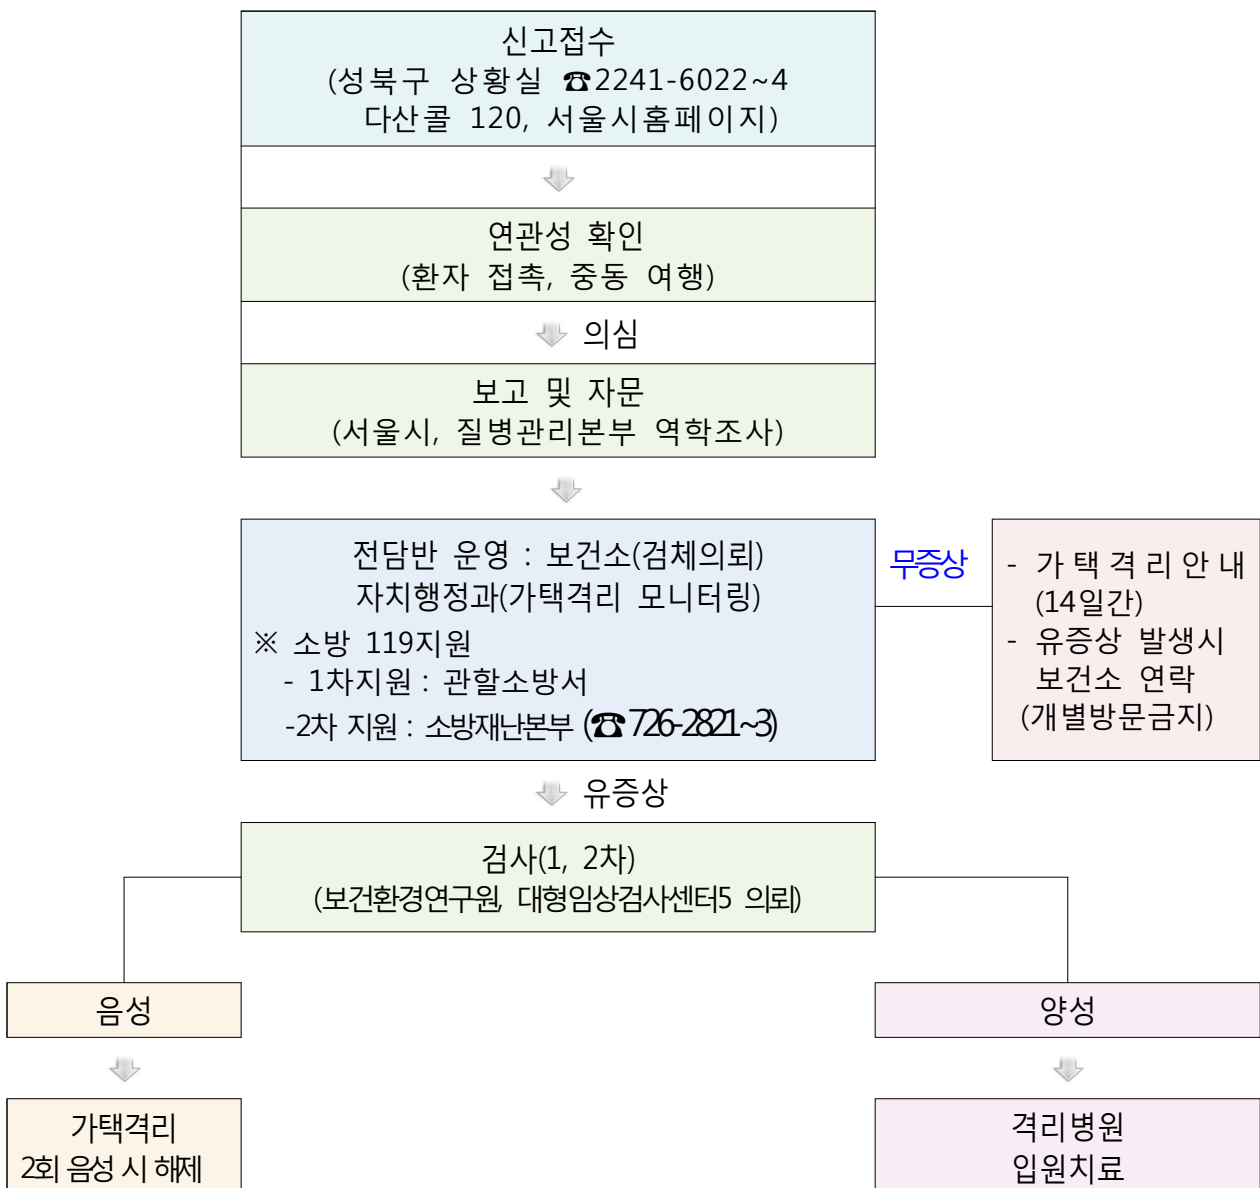 신고접수
(성북구 상황실 ☎2241-6022~4
다산콜 120, 서울시홈페이지)
연관성 확인
(환자 접촉, 중동 여행)
의심
보고 및 자문
(서울시, 질병관리본부 역학조사)
전담반 운영 : 보건소(검체의뢰)
자치행정과(가택격리 모니터링)
※ 소방 119지원
- 1차지원 : 관할소방서
-2차 지원 : 소방재난본부 (☎726-2821~3)
무증상
- 가택격리안내
(14일간)
- 유증상 발생시
보건소 연락
(개별방문금지)
유증상
검사(1, 2차)
(보건환경연구원, 대형임상검사센터5 의뢰)
음성
양성
가택격리
2회 음성 시 해제
격리병원
입원치료